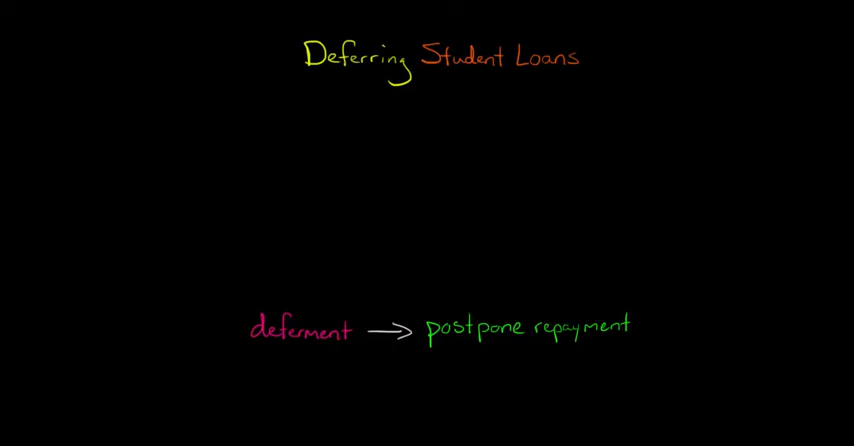 Deferring Student Loans
deferment → postpone repayment